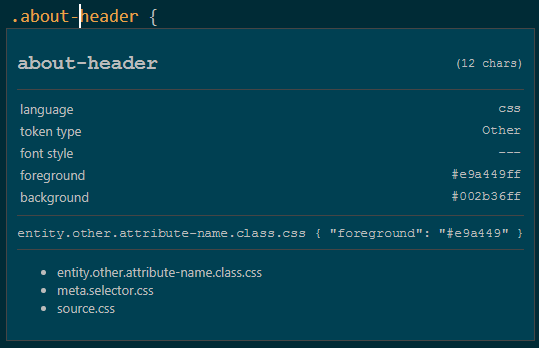 .about-header {
about-header (12 chars)
language css
token type Other
font style ---
foreground #e9a449ff
background #002b36ff
entity.other.attribute-name.class.css { "foreground": "#e9a449" }
• entity.other.attribute-name.class.css
• meta.selector.css
• source.css